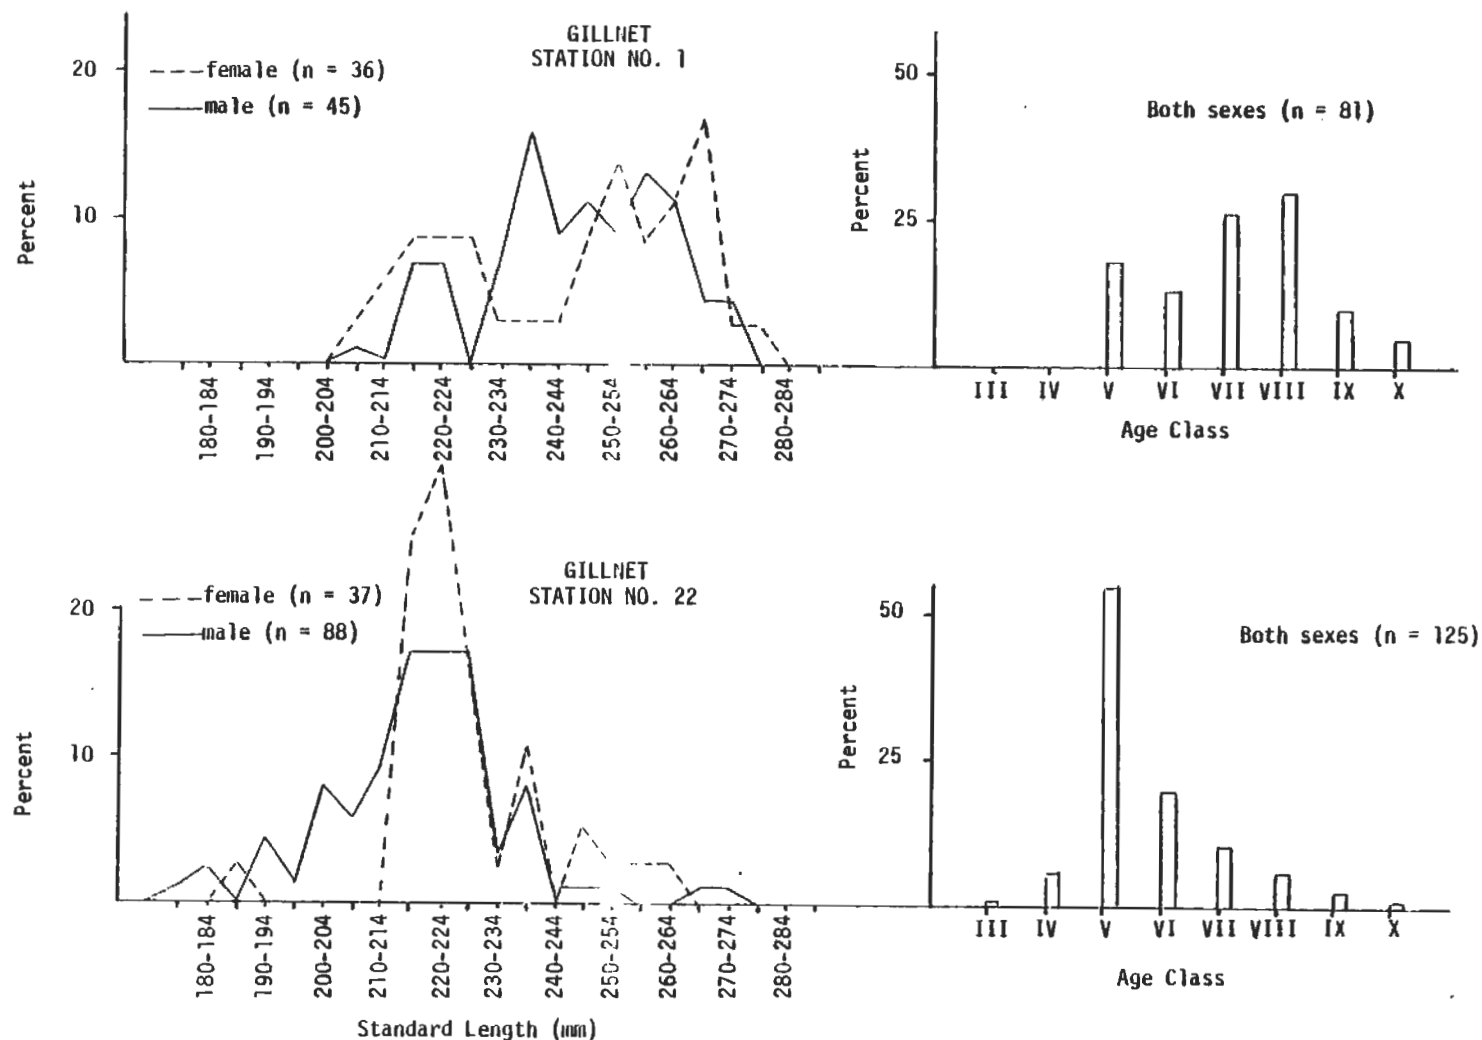 GILLNET
STATION NO. 1
female (n = 36)
male (n = 45)
20
10
Percent
180-184
190-194
200-204
210-214
220-224
230-234
240-244
250-254
260-264
270-274
280-284
Both sexes (n = 81)
50
25
Percent
III IV V VI VII VIII IX X
Age Class
GILLNET
STATION NO. 22
female (n = 37)
male (n = 88)
20
10
Percent
180-184
190-194
200-204
210-214
220-224
230-234
240-244
250-254
260-264
270-274
280-284
Standard Length (mm)
Both sexes (n = 125)
50
25
Percent
III IV V VI VII VIII IX X
Age Class